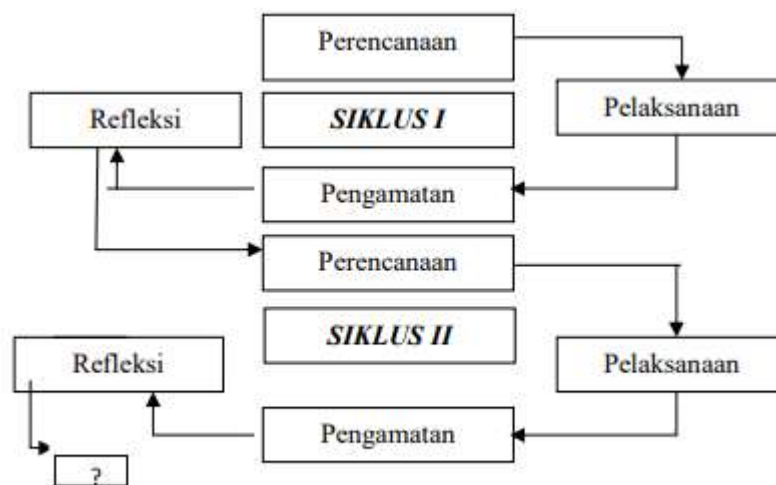 Perencanaan
Pelaksanaan
Refleksi
SIKLUS I
Pengamatan
Perencanaan
SIKLUS II
Refleksi
Pelaksanaan
Pengamatan
?